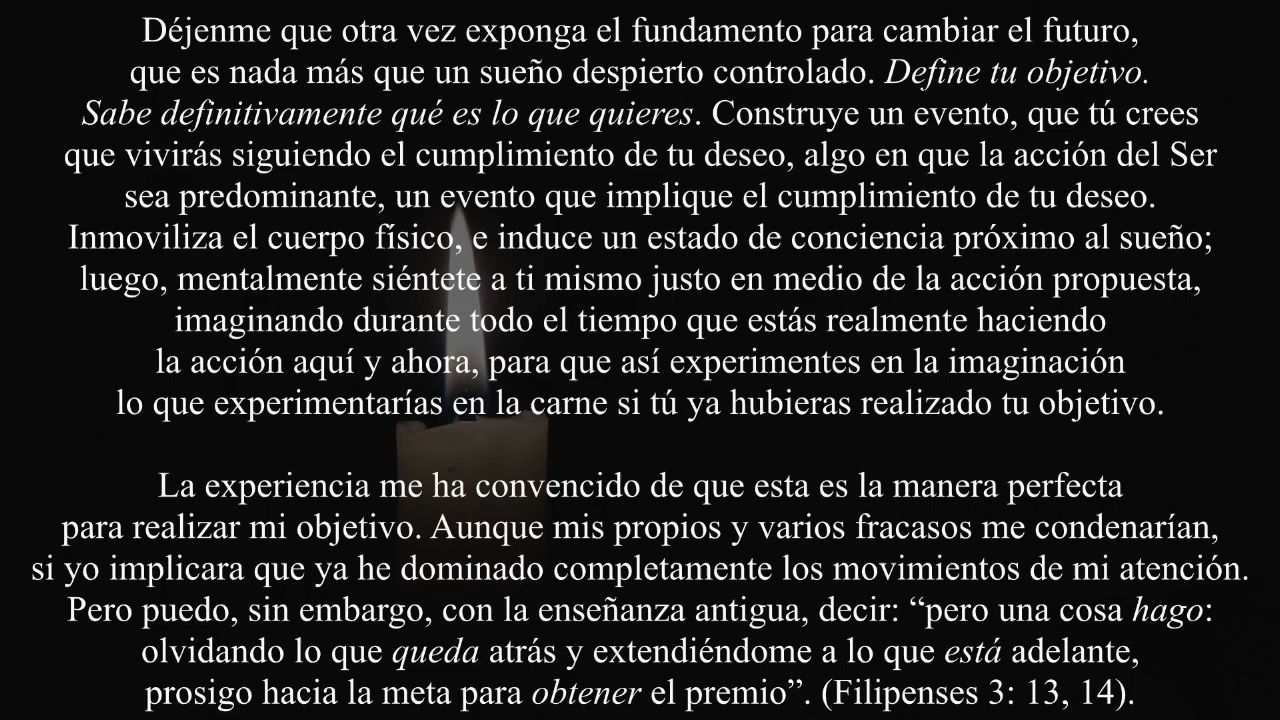 Déjenme que otra vez exponga el fundamento para cambiar el futuro,
que es nada más que un sueño despierto controlado. Define tu objetivo.
Sabe definitivamente qué es lo que quieres. Construye un evento, que tú crees
que vivirás siguiendo el cumplimiento de tu deseo, algo en que la acción del Ser
sea predominante, un evento que implique el cumplimiento de tu deseo.
Inmoviliza el cuerpo físico, e induce un estado de conciencia próximo al sueño;
luego, mentalmente siéntete a ti mismo justo en medio de la acción propuesta,
imaginando durante todo el tiempo que estás realmente haciendo
la acción aquí y ahora, para que así experimentes en la imaginación
lo que experimentarías en la carne si tú ya hubieras realizado tu objetivo.
La experiencia me ha convencido de que esta es la manera perfecta
para realizar mi objetivo. Aunque mis propios y varios fracasos me condenarían,
si yo implicara que ya he dominado completamente los movimientos de mi atención.
Pero puedo, sin embargo, con la enseñanza antigua, decir: “pero una cosa hago:
olvidando lo que queda atrás y extendiéndome a lo que está adelante,
prosigo hacia la meta para obtener el premio”. (Filipenses 3: 13, 14).